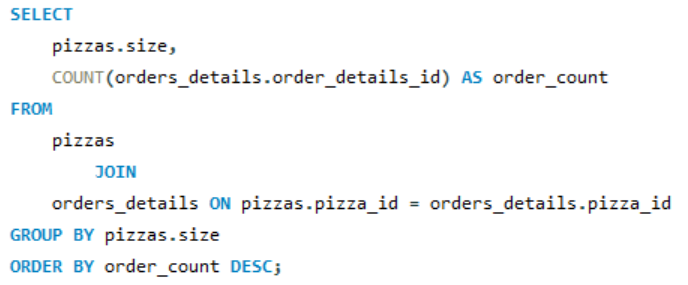 SELECT
pizzas.size,
COUNT(orders_details.order_details_id) AS order_count
FROM
pizzas
JOIN
orders_details ON pizzas.pizza_id = orders_details.pizza_id
GROUP BY pizzas.size
ORDER BY order_count DESC;